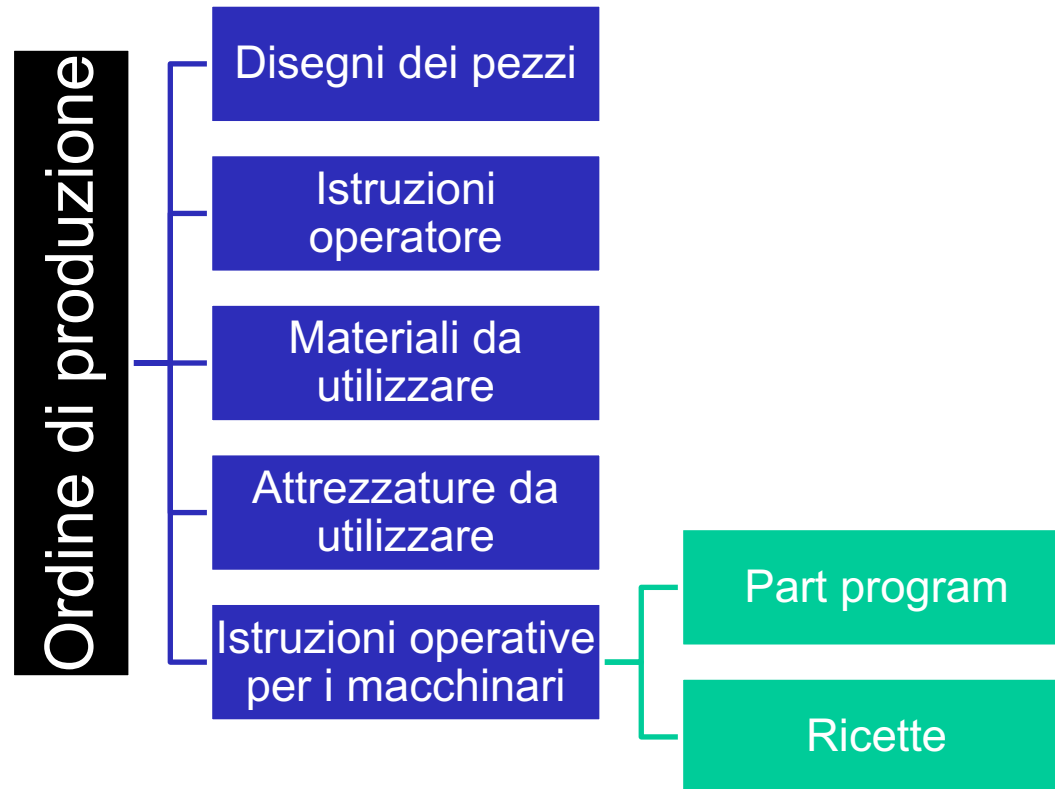 Ordine di produzione
Disegni dei pezzi
Istruzioni
operatore
Materiali da
utilizzare
Attrezzature da
utilizzare
Istruzioni operative
per i macchinari
Part program
Ricette